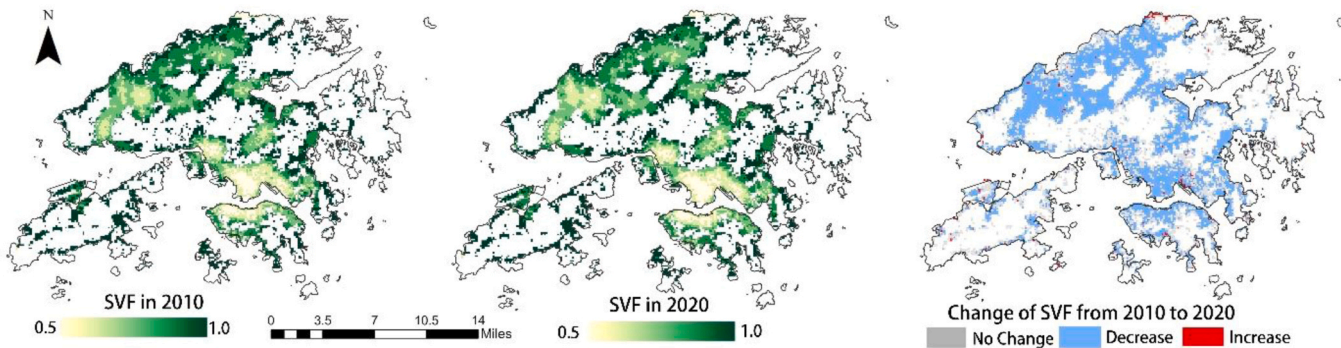 N
SVF in 2010
0.5 1.0
0 3.5 7 10.5 14
Miles
SVF in 2020
0.5 1.0
Change of SVF from 2010 to 2020
No Change Decrease Increase